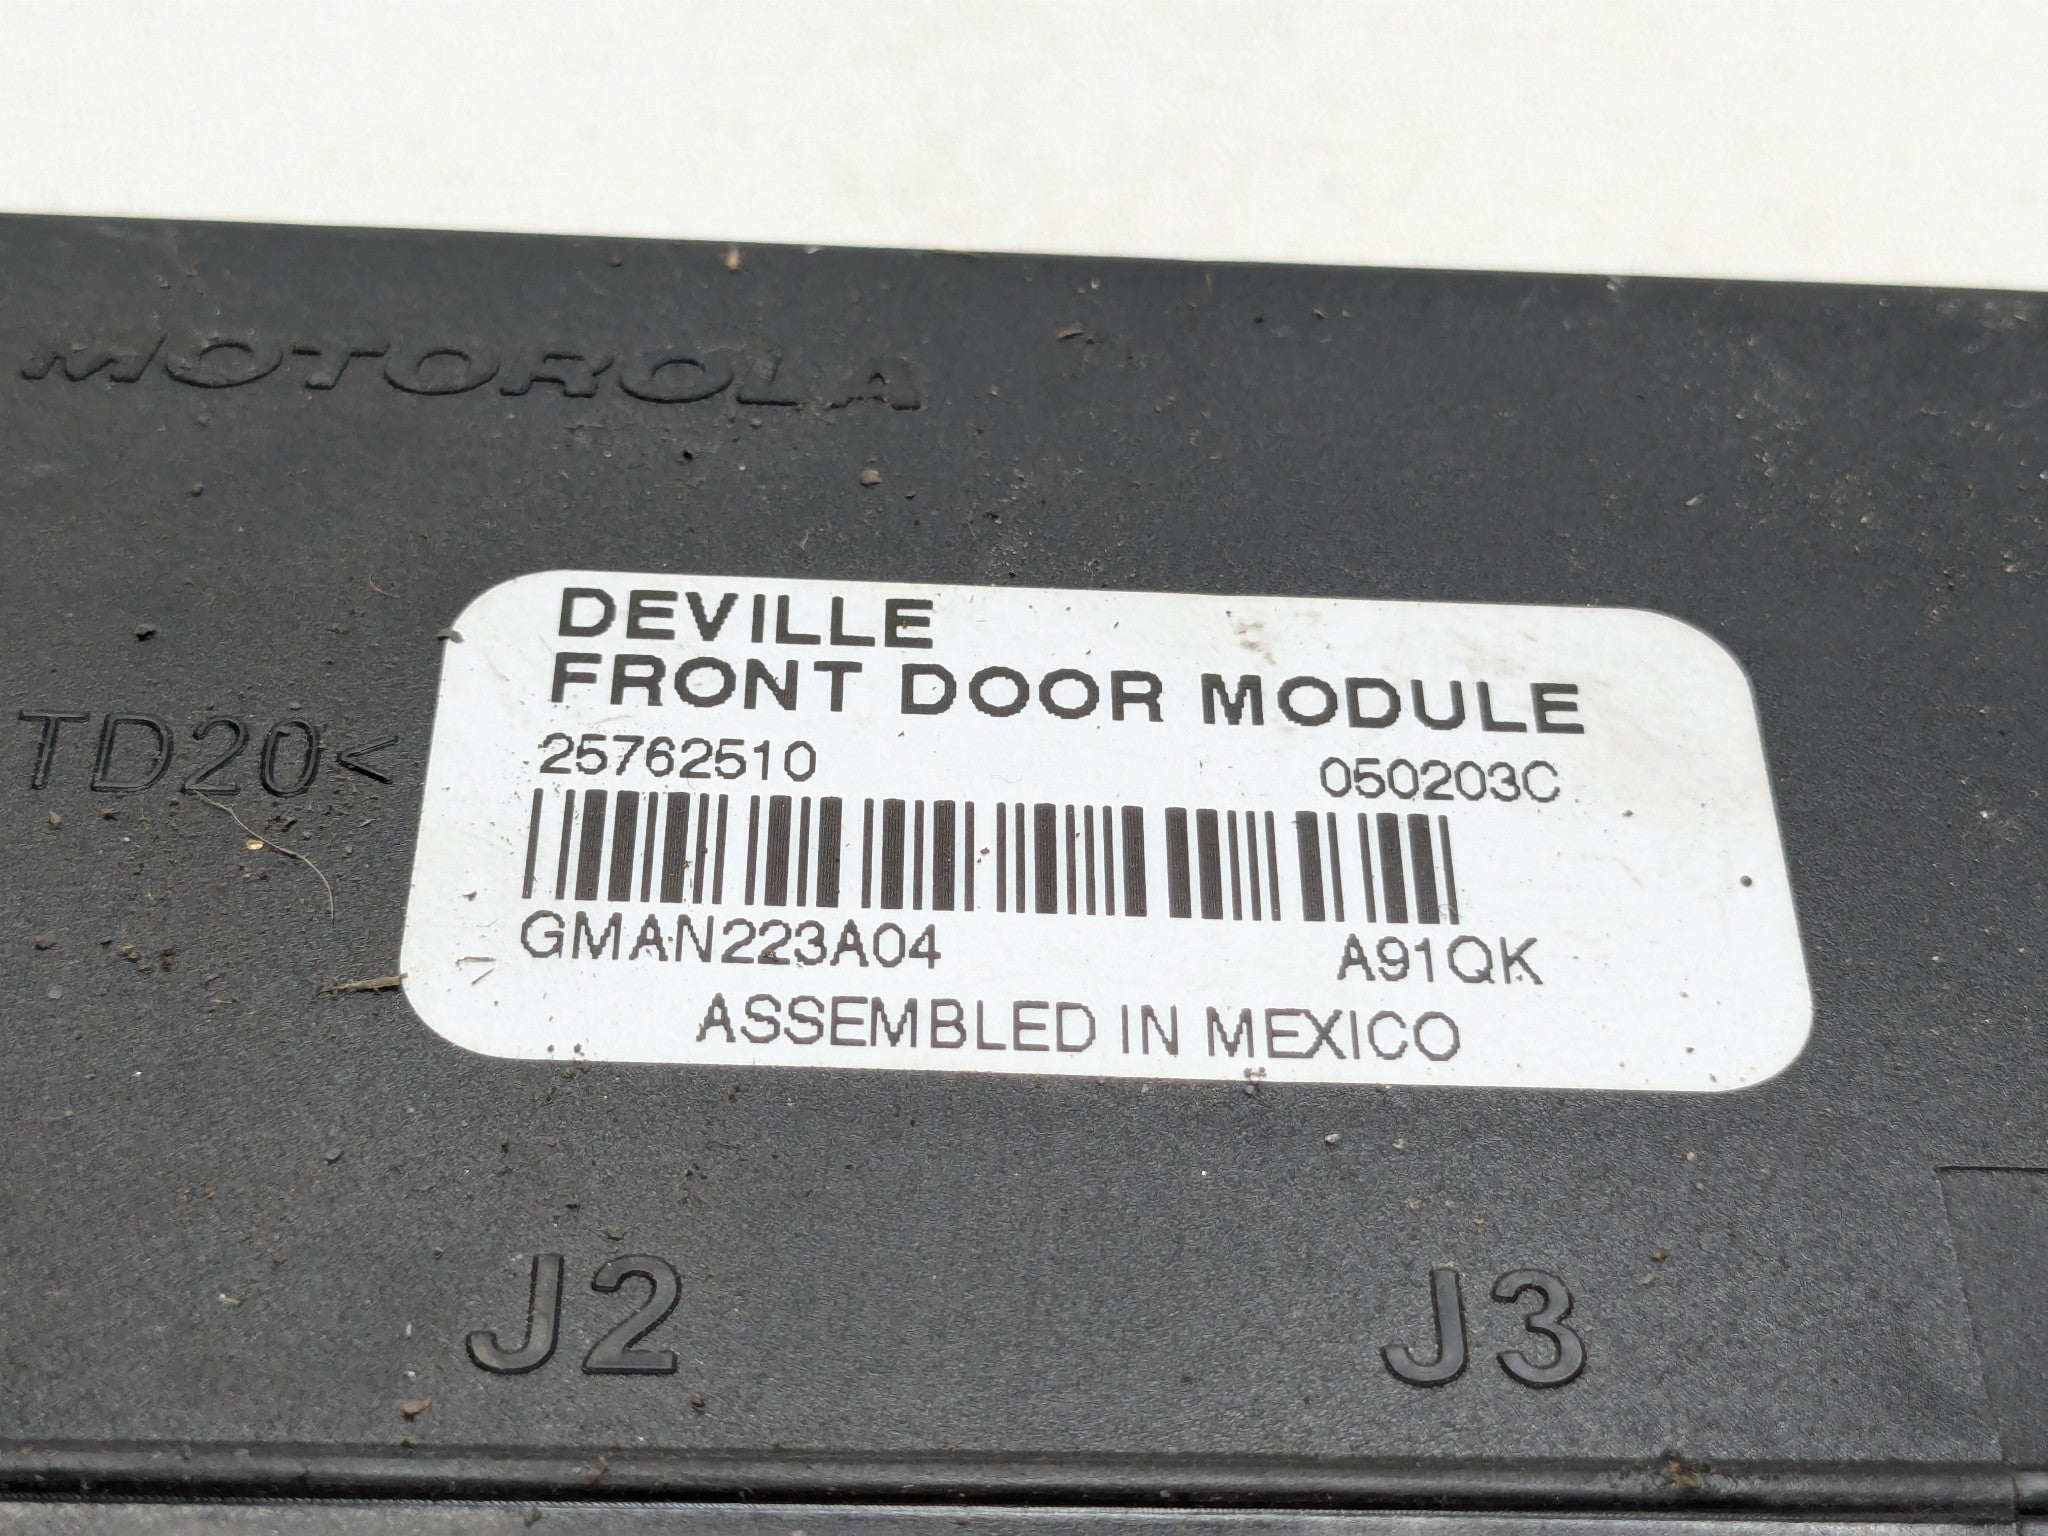 MOTOROLA
DEVILLE
FRONT DOOR MODULE
25762510 050203C
TD20<
GMAN223A04 A91QK
ASSEMBLED IN MEXICO
J2 J3